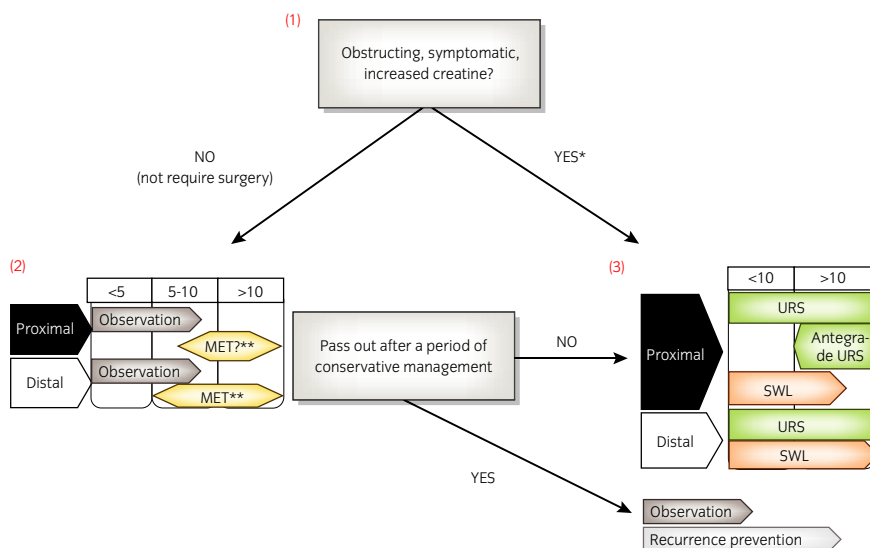 (1)
Obstructing, symptomatic,
increased creatine?
NO
(not require surgery)
YES*
(2)
<5 5-10 >10
Proximal
Observation
MET?**
Distal
Observation
MET**
Pass out after a period of
conservative management
NO
YES
(3)
<10 >10
Proximal
URS
Antegra-
de URS
SWL
Distal
URS
SWL
Observation
Recurrence prevention